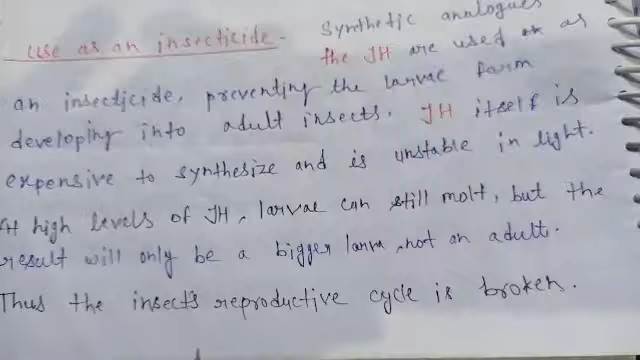 use as an insecticide - Synthetic analogues
the JH are used as
an insecticide, preventing the larvae form
developing into adult insects. JH itself is
expensive to synthesize and is unstable in light.
At high levels of JH, larvae can still molt, but the
result will only be a bigger larva, not an adult.
Thus the insect's reproductive cycle is broken.